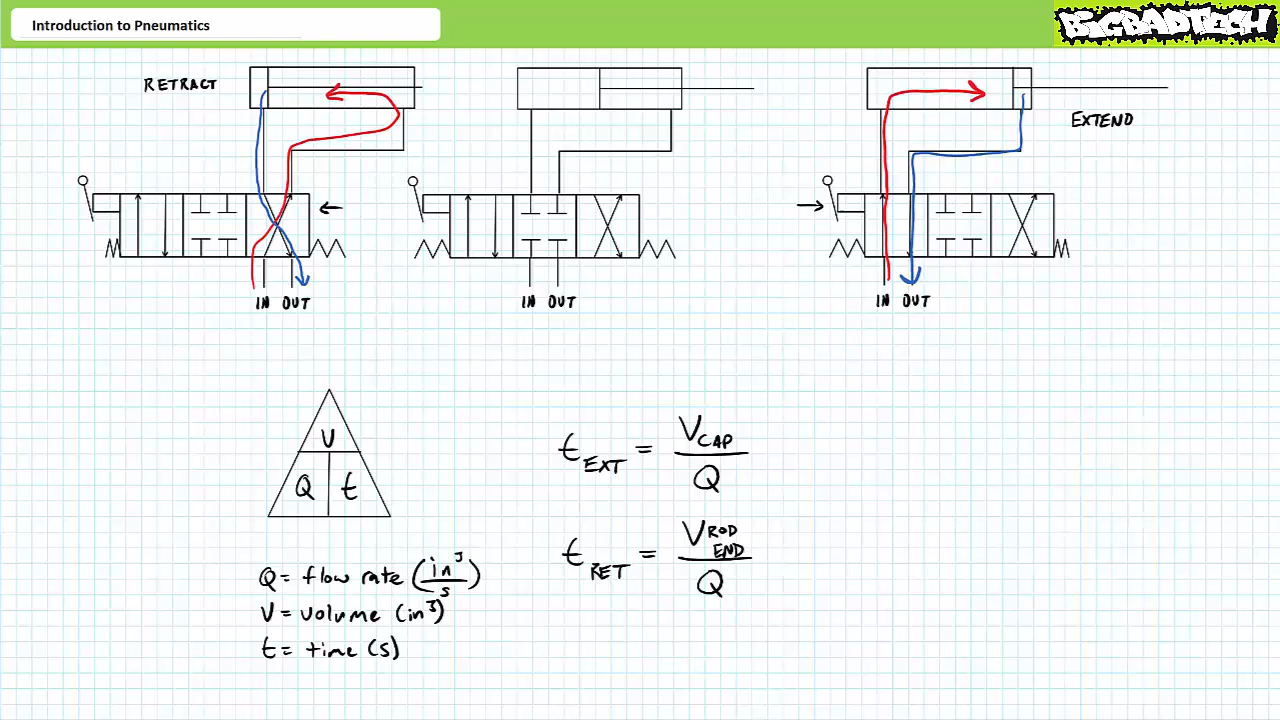 Introduction to Pneumatics
BIGBADTECH
RETRACT
EXTEND
IN OUT
IN OUT
IN OUT
V
Q t
t EXT = V CAP / Q
t RET = V ROD END / Q
Q = flow rate (in³/s)
V = volume (in³)
t = time (s)